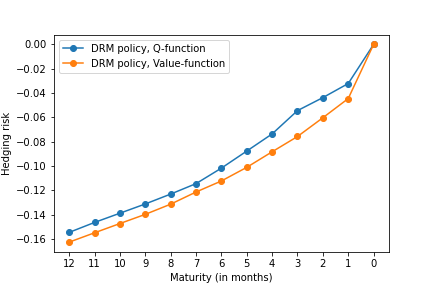 DRM policy, Q-function
DRM policy, Value-function
Hedging risk
0.00
−0.02
−0.04
−0.06
−0.08
−0.10
−0.12
−0.14
−0.16
12 11 10 9 8 7 6 5 4 3 2 1 0
Maturity (in months)